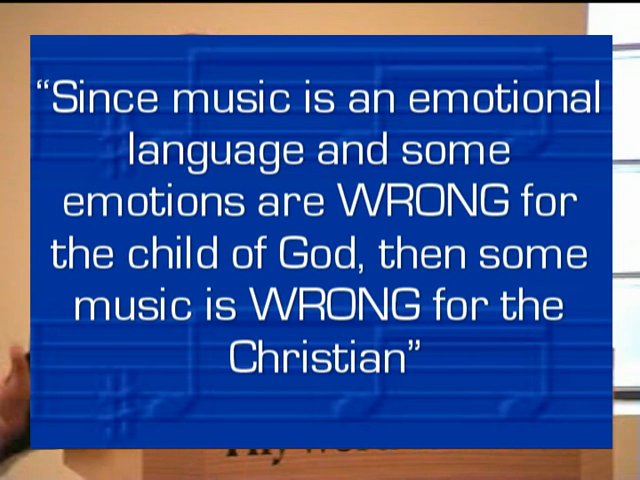 “Since music is an emotional
language and some
emotions are WRONG for
the child of God, then some
music is WRONG for the
Christian”